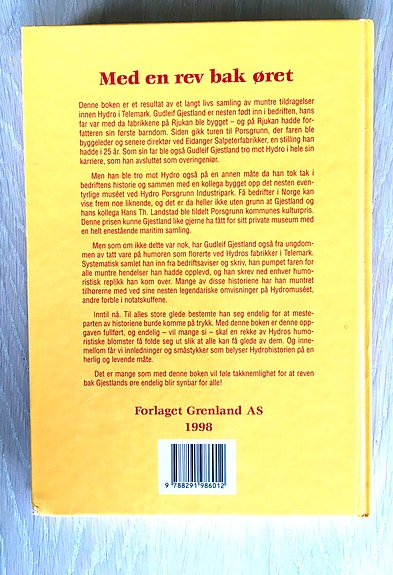 Med en rev bak øret
Denne boken er et resultat av et langt livs samling av muntre tildragelser
innen Hydro i Telemark. Gudleif Gjestland er nesten født inn i bedriften, hans
far var med da fabrikkene på Rjukan ble bygget – og på Rjukan hadde for-
fatteren sin første barndom. Siden gikk turen til Porsgrunn, der faren ble
byggeleder og senere direktør ved Eidanger Salpeterfabrikker, en stilling han
hadde i 25 år. Som sin far ble også Gudleif Gjestland tro mot Hydro i hele sin
karriere, som han avsluttet som overingeniør.
Men han ble tro mot Hydro også på en annen måte da han tok tak i
bedriftens historie og sammen med en kollega bygget opp det nesten even-
tyrlige muséet ved Hydro Porsgrunn Industripark. Få bedrifter i Norge kan
vise frem noe liknende, og det er da heller ikke uten grunn at Gjestland og
hans kollega Hans Th. Landstad ble tildelt Porsgrunn kommunes kulturpris.
Denne prisen kunne Gjestland like gjerne ha fått for sitt private museum med
en helt enestående maritim samling.
Men som om ikke dette var nok, har Gudleif Gjestland også fra ungdom-
men av tatt vare på humoren som florerte ved Hydros fabrikker i Telemark.
Systematisk samlet han inn fra bedriftsaviser og skriv, han pumpet faren for
alle muntre hendelser han hadde opplevd, og han skrev ned enhver humo-
ristisk replikk han kom over. Mange av disse historiene har han muntret
tilhørerne med ved sine nesten legendariske omvisninger på Hydromuséet,
andre forble i notatskuffene.
Inntil nå. Til alles store glede bestemte han seg endelig for at meste-
parten av historiene burde komme på trykk. Med denne boken er denne opp-
gaven fullført, og endelig – vil mange si – skal en rekke av Hydros humo-
ristiske blomster få folde seg ut slik at alle kan få glede av dem. Og inne-
mellom får vi innledninger og småstykker som belyser Hydrohistorien på en
herlig og levende måte.
Det er mange som med denne boken vil føle takknemlighet for at reven
bak Gjestlands øre endelig blir synbar for alle!
Forlaget Grenland AS
1998
9 788291 986012